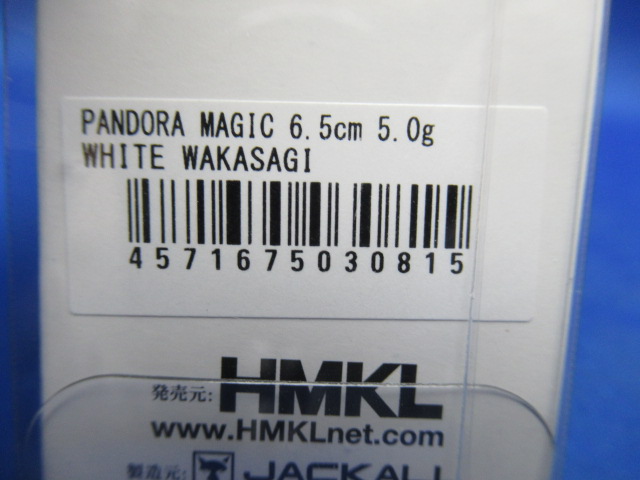 PANDORA MAGIC 6.5cm 5.0g
WHITE WAKASAGI
4571675030815
発売元: HMKL
www.HMKLnet.com
製造元: JACKALL